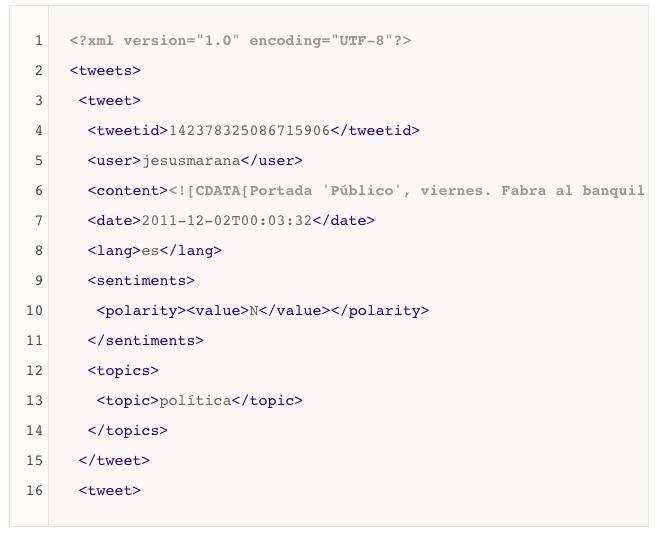 1 <?xml version="1.0" encoding="UTF-8"?>
2 <tweets>
3 <tweet>
4 <tweetid>142378325086715906</tweetid>
5 <user>jesusmarana</user>
6 <content><![CDATA[Portada 'Público', viernes. Fabra al banquil
7 <date>2011-12-02T00:03:32</date>
8 <lang>es</lang>
9 <sentiments>
10 <polarity><value>N</value></polarity>
11 </sentiments>
12 <topics>
13 <topic>política</topic>
14 </topics>
15 </tweet>
16 <tweet>